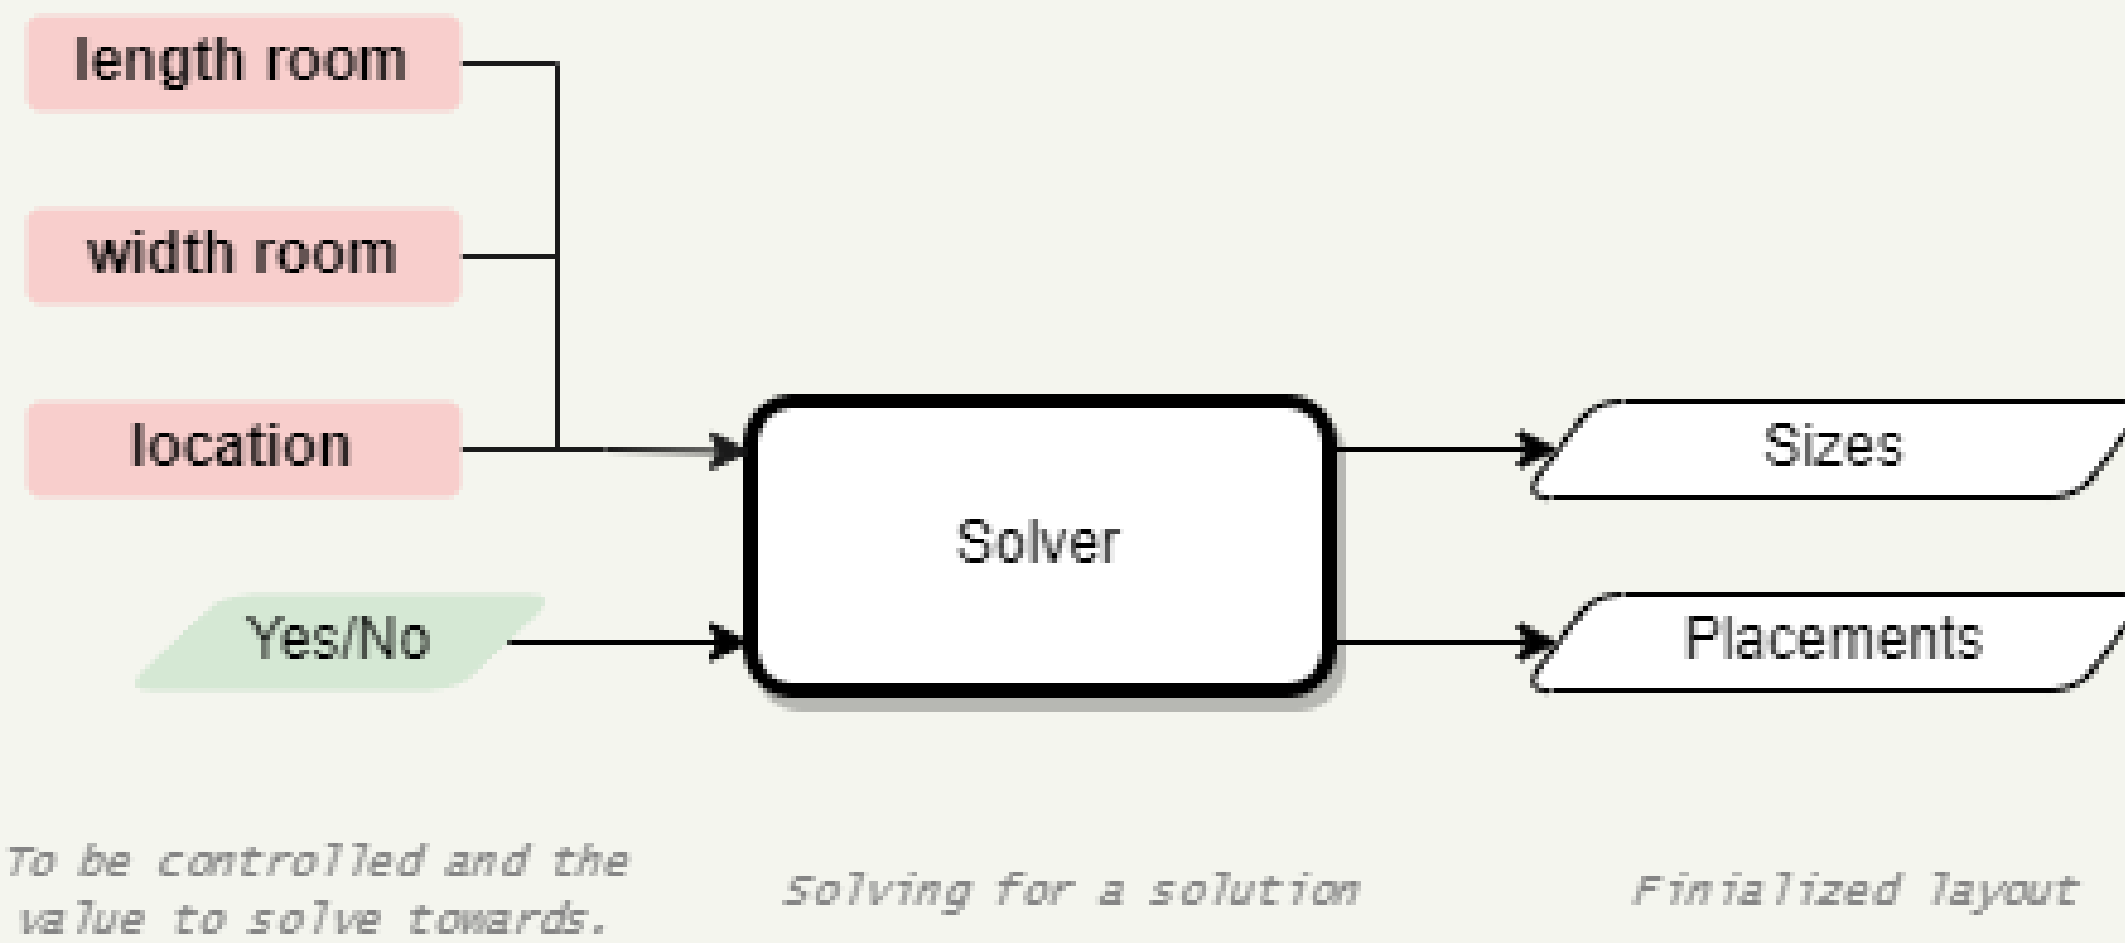 length room
width room
location
Sizes
Solver
Yes/No
Placements
To be controlled and the
value to solve towards.
Solving for a solution
Finialized layout